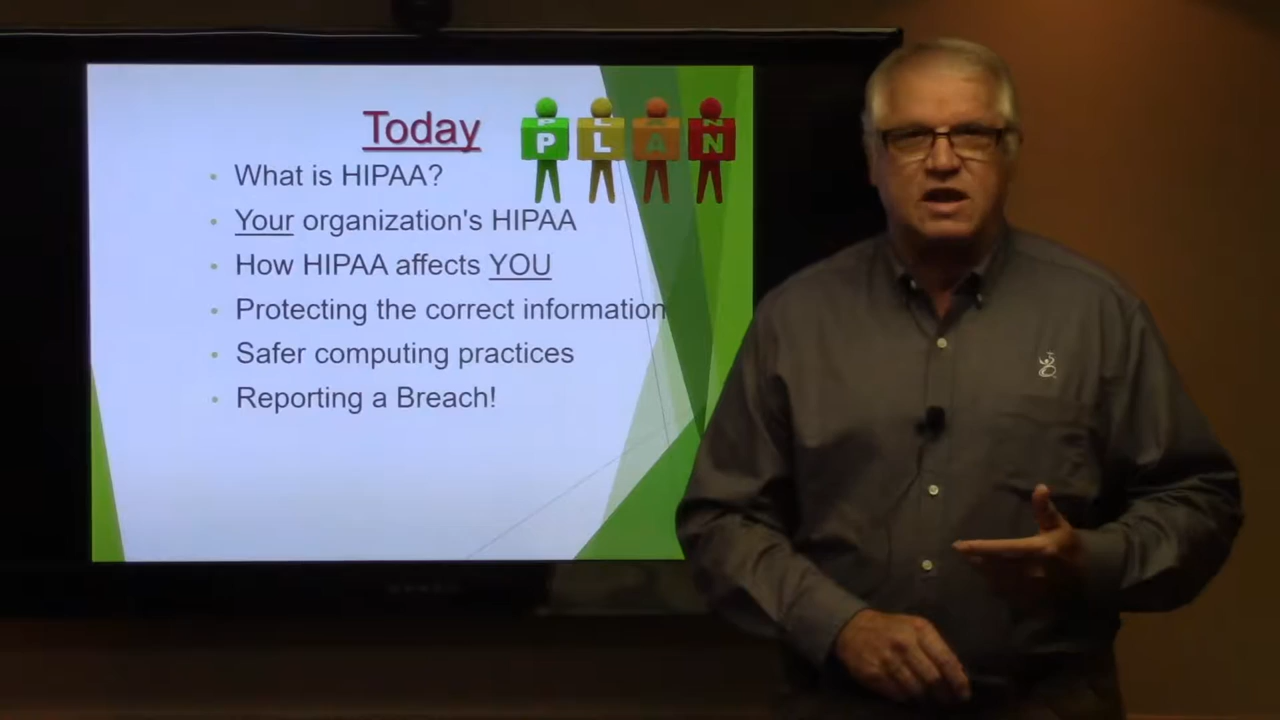 Today
PLAN
What is HIPAA?
Your organization's HIPAA
How HIPAA affects YOU
Protecting the correct information
Safer computing practices
Reporting a Breach!